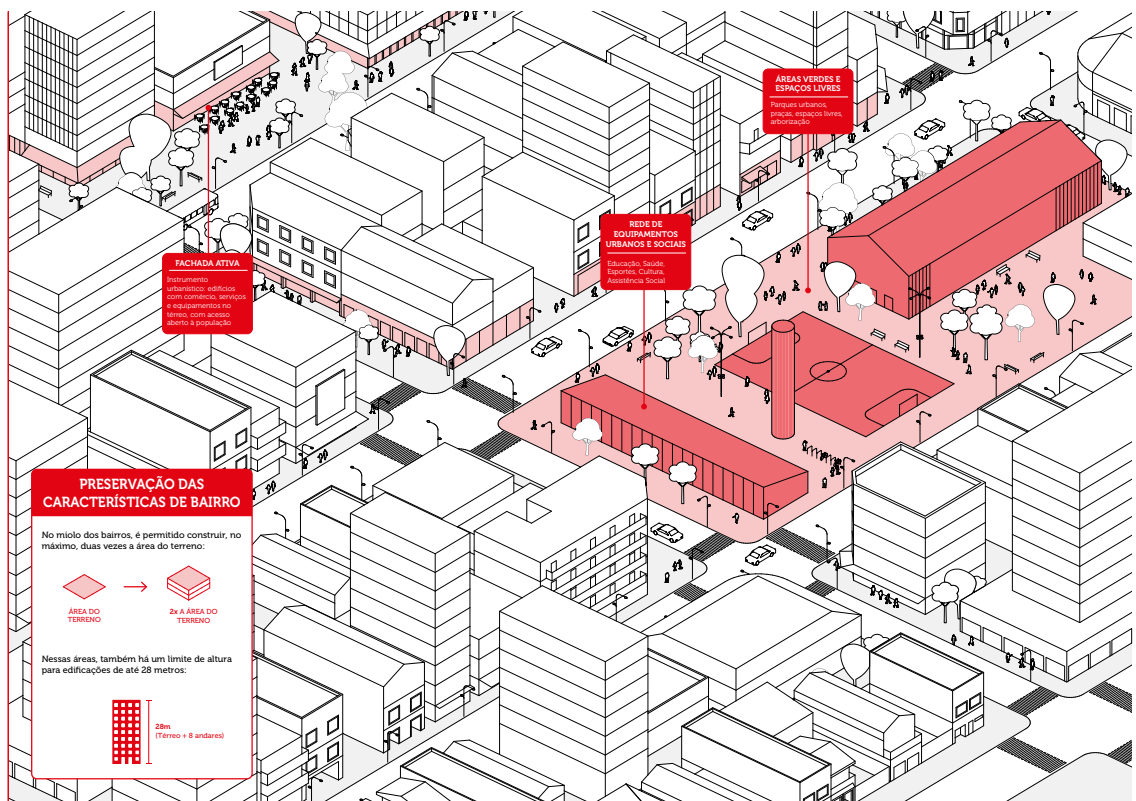 ÁREAS VERDES E
ESPAÇOS LIVRES
Parques urbanos,
praças, espaços livres,
arborização
REDE DE
EQUIPAMENTOS
URBANOS E SOCIAIS
Educação, Saúde,
Esportes, Cultura,
Assistência Social
FACHADA ATIVA
Instrumento
urbanístico: edifícios
com comércio, serviços
e equipamentos no
térreo, com acesso
aberto à população
PRESERVAÇÃO DAS
CARACTERÍSTICAS DE BAIRRO
No miolo dos bairros, é permitido construir, no
máximo, duas vezes a área do terreno:
ÁREA DO
TERRENO
2x A ÁREA DO
TERRENO
Nessas áreas, também há um limite de altura
para edificações de até 28 metros:
28m
(Térreo + 8 andares)